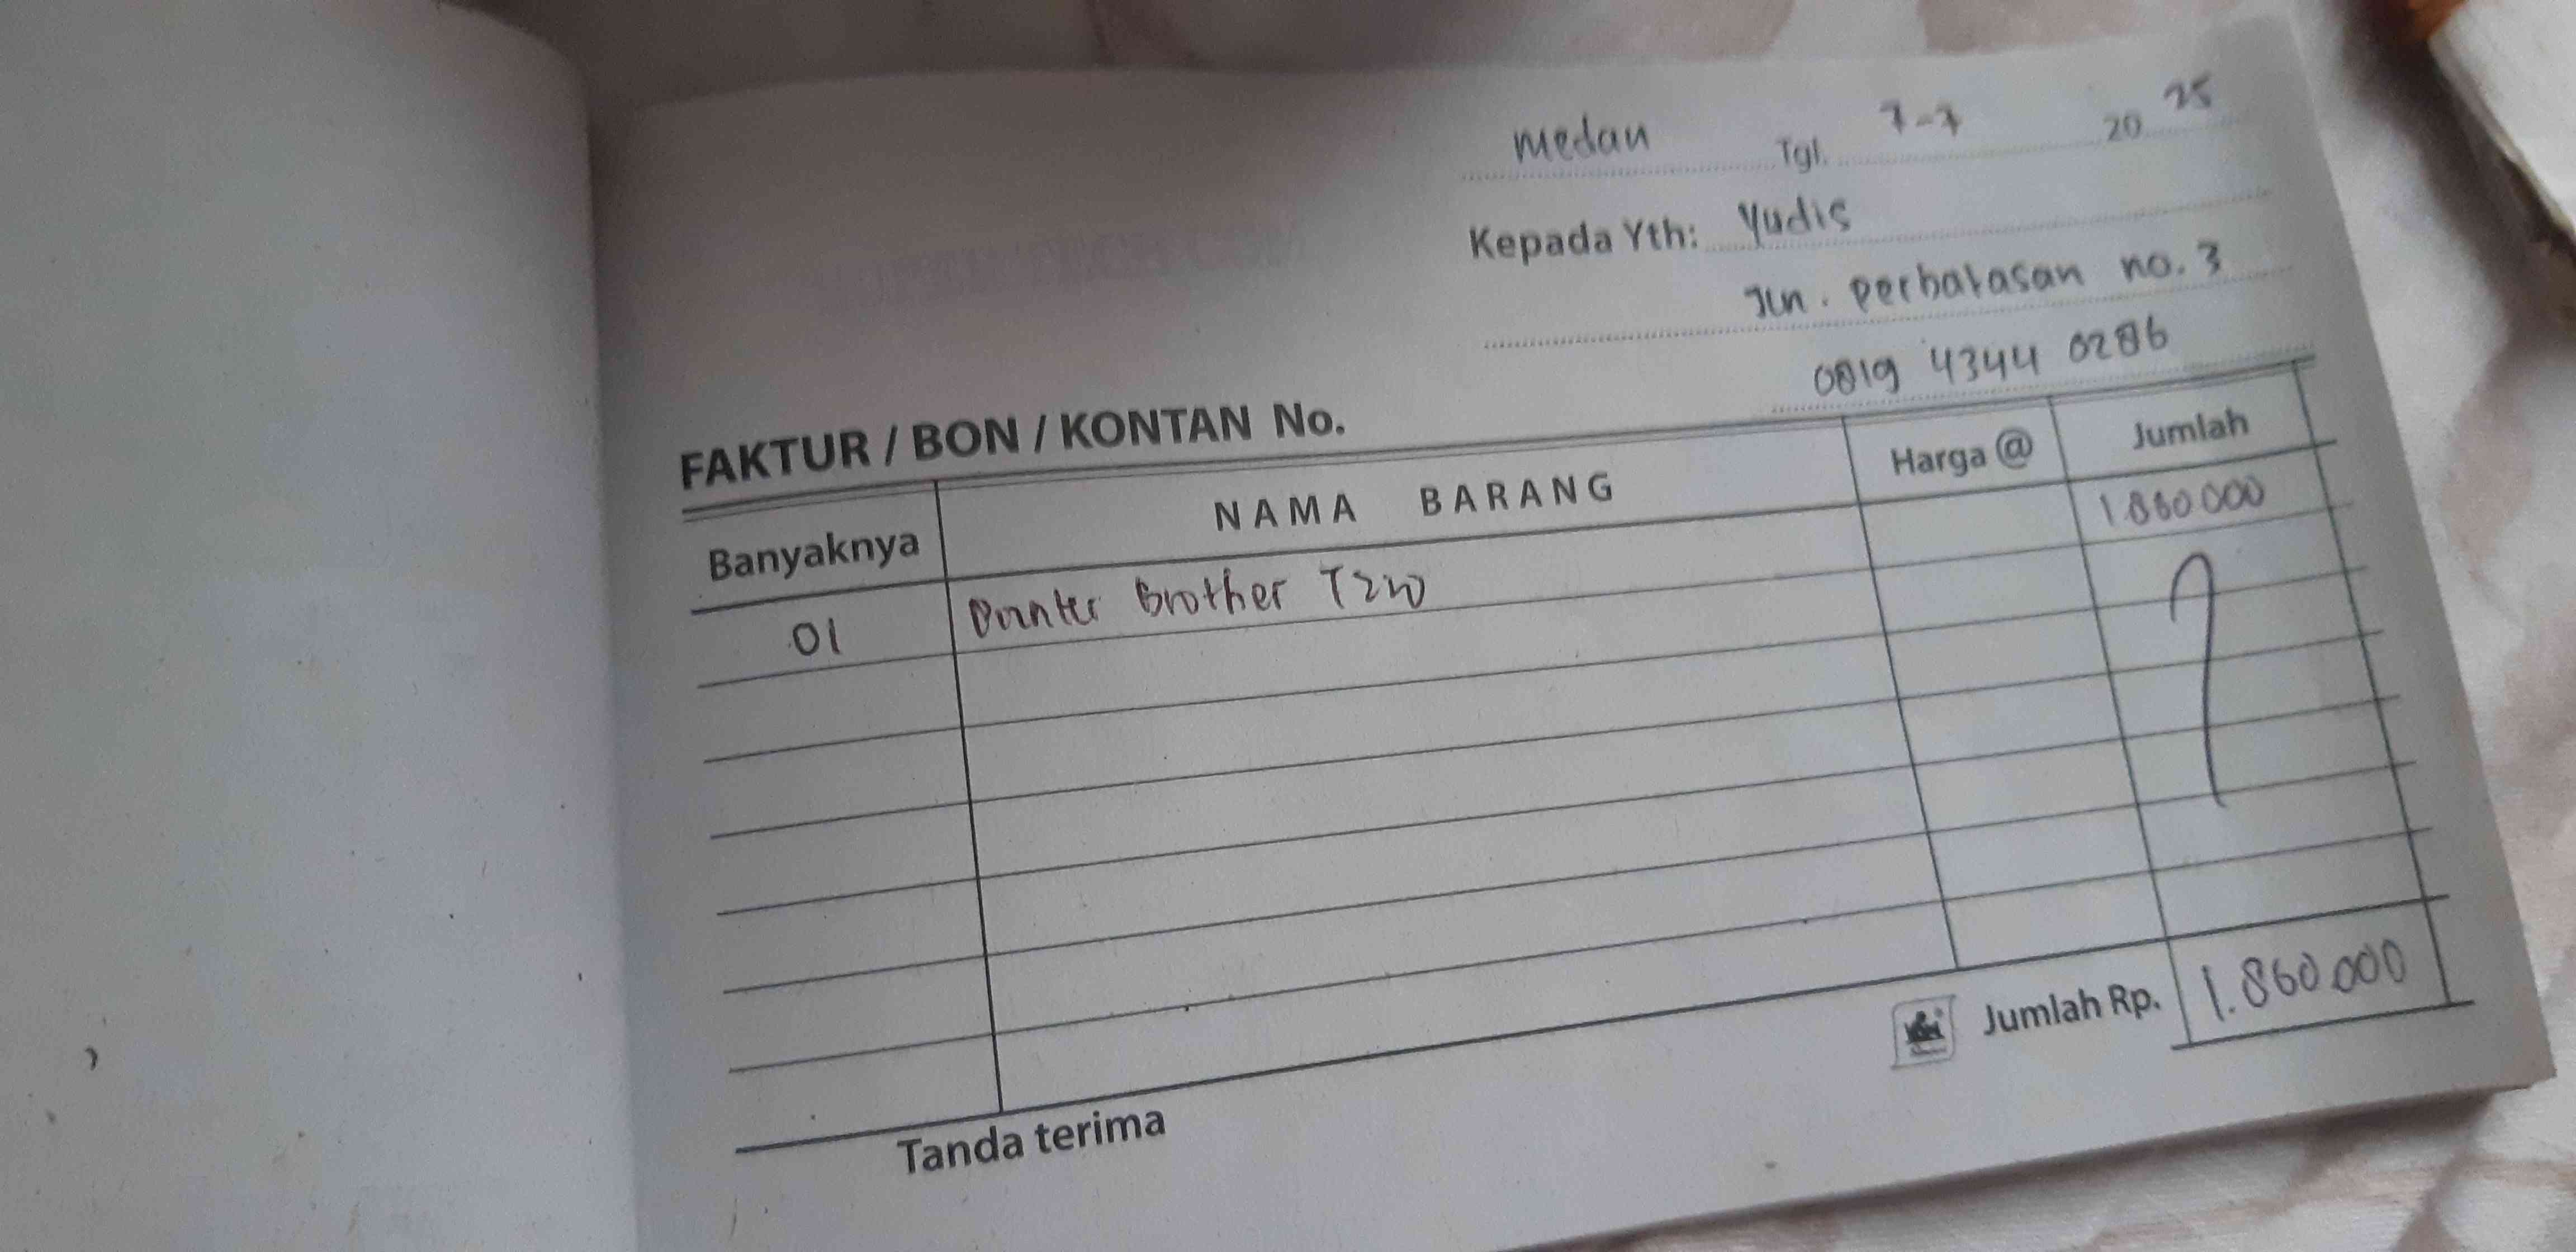 Medan Tgl. 7-7 20 25
Kepada Yth: Yudis
Jln. perbatasan no. 3
0819 4344 0286
FAKTUR / BON / KONTAN No.
Banyaknya NAMA BARANG Harga @ Jumlah
01 Printer Brother 1.860 000
Jumlah Rp. 1.860.000
Tanda terima